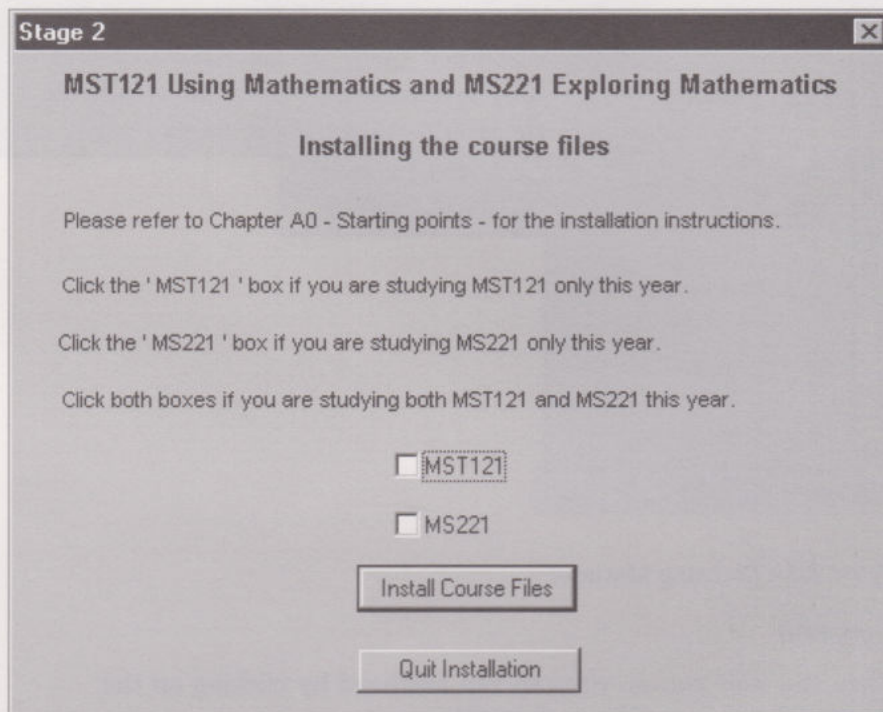 Stage 2
MST121 Using Mathematics and MS221 Exploring Mathematics
Installing the course files
Please refer to Chapter A0 - Starting points - for the installation instructions.
Click the ' MST121 ' box if you are studying MST121 only this year.
Click the ' MS221 ' box if you are studying MS221 only this year.
Click both boxes if you are studying both MST121 and MS221 this year.
MST121
MS221
Install Course Files
Quit Installation